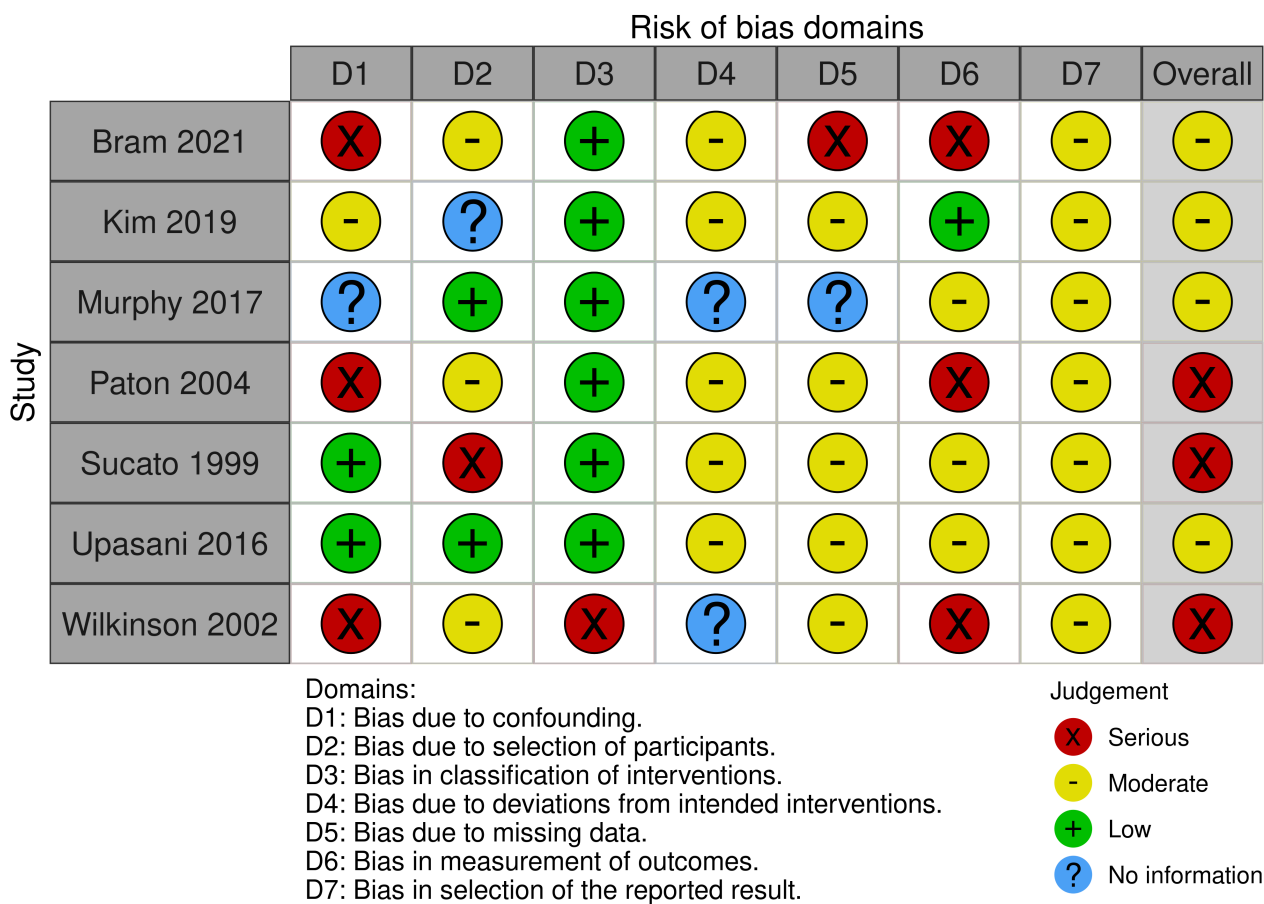 Risk of bias domains
D1 D2 D3 D4 D5 D6 D7 Overall
Study
Bram 2021 X - + - X X - -
Kim 2019 - ? + - - + - -
Murphy 2017 ? + + ? ? - - -
Paton 2004 X - + - - X - X
Sucato 1999 + X + - - - - X
Upasani 2016 + + + - - - - -
Wilkinson 2002 X - X ? - X - X
Domains:
D1: Bias due to confounding.
D2: Bias due to selection of participants.
D3: Bias in classification of interventions.
D4: Bias due to deviations from intended interventions.
D5: Bias due to missing data.
D6: Bias in measurement of outcomes.
D7: Bias in selection of the reported result.
Judgement
X Serious
- Moderate
+ Low
? No information